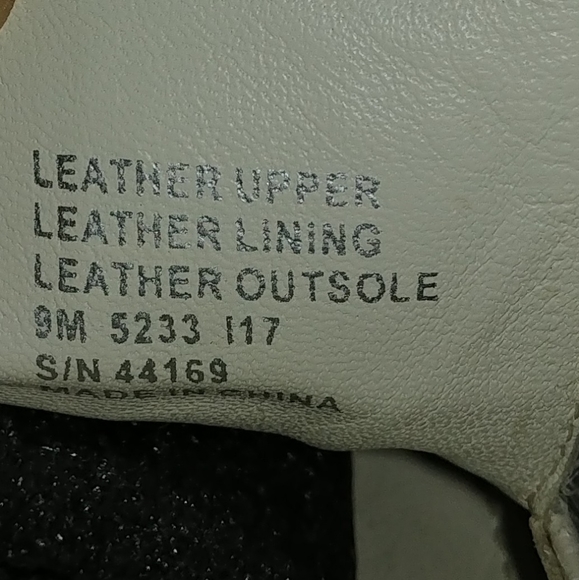 LEATHER UPPER
LEATHER LINING
LEATHER OUTSOLE
9M 5233 I17
S/N 44169
MADE IN CHINA